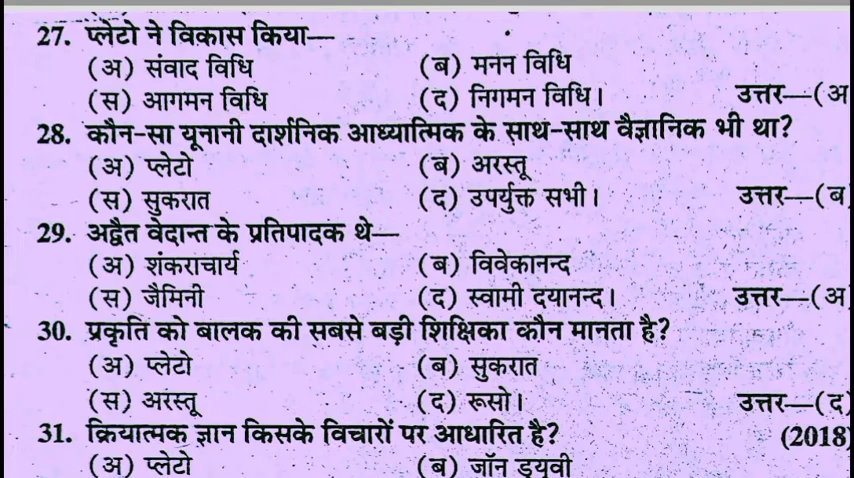 27. प्लेटो ने विकास किया—
(अ) संवाद विधि (ब) मनन विधि
(स) आगमन विधि (द) निगमन विधि। उत्तर—(अ
28. कौन-सा यूनानी दार्शनिक आध्यात्मिक के साथ-साथ वैज्ञानिक भी था?
(अ) प्लेटो (ब) अरस्तू
(स) सुकरात (द) उपर्युक्त सभी। उत्तर—(ब
29. अद्वैत वेदान्त के प्रतिपादक थे—
(अ) शंकराचार्य (ब) विवेकानन्द
(स) जैमिनी (द) स्वामी दयानन्द। उत्तर—(अ
30. प्रकृति को बालक की सबसे बड़ी शिक्षिका कौन मानता है?
(अ) प्लेटो (ब) सुकरात
(स) अरस्तू (द) रूसो। उत्तर—(द)
31. क्रियात्मक ज्ञान किसके विचारों पर आधारित है? (2018)
(अ) प्लेटो (ब) जॉन ड्यूवी